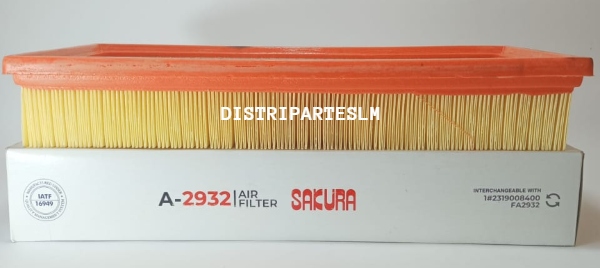 DISTRIPARTESLM
IATF
16949
A-2932
AIR
FILTER
SAKURA
INTERCHANGEABLE WITH
1#2319008400
FA2932